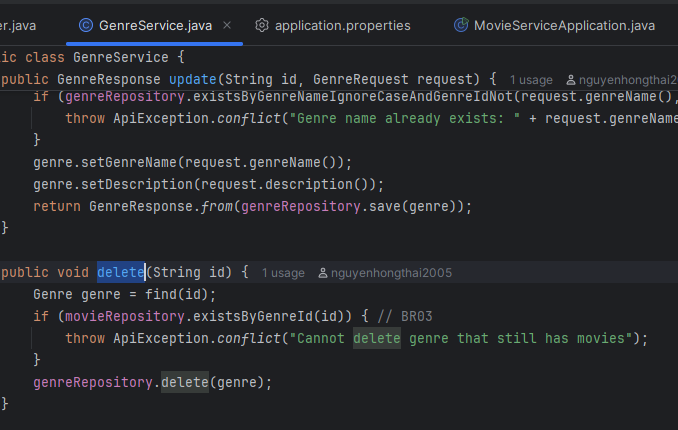 er.java GenreService.java × application.properties MovieServiceApplication.java
ic class GenreService {
public GenreResponse update(String id, GenreRequest request) { 1 usage nguyenhongthai20
if (genreRepository.existsByGenreNameIgnoreCaseAndGenreIdNot(request.genreName(),
throw ApiException.conflict("Genre name already exists: " + request.genreName
}
genre.setGenreName(request.genreName());
genre.setDescription(request.description());
return GenreResponse.from(genreRepository.save(genre));
}
public void delete(String id) { 1 usage nguyenhongthai2005
Genre genre = find(id);
if (movieRepository.existsByGenreId(id)) { // BR03
throw ApiException.conflict("Cannot delete genre that still has movies");
}
genreRepository.delete(genre);
}